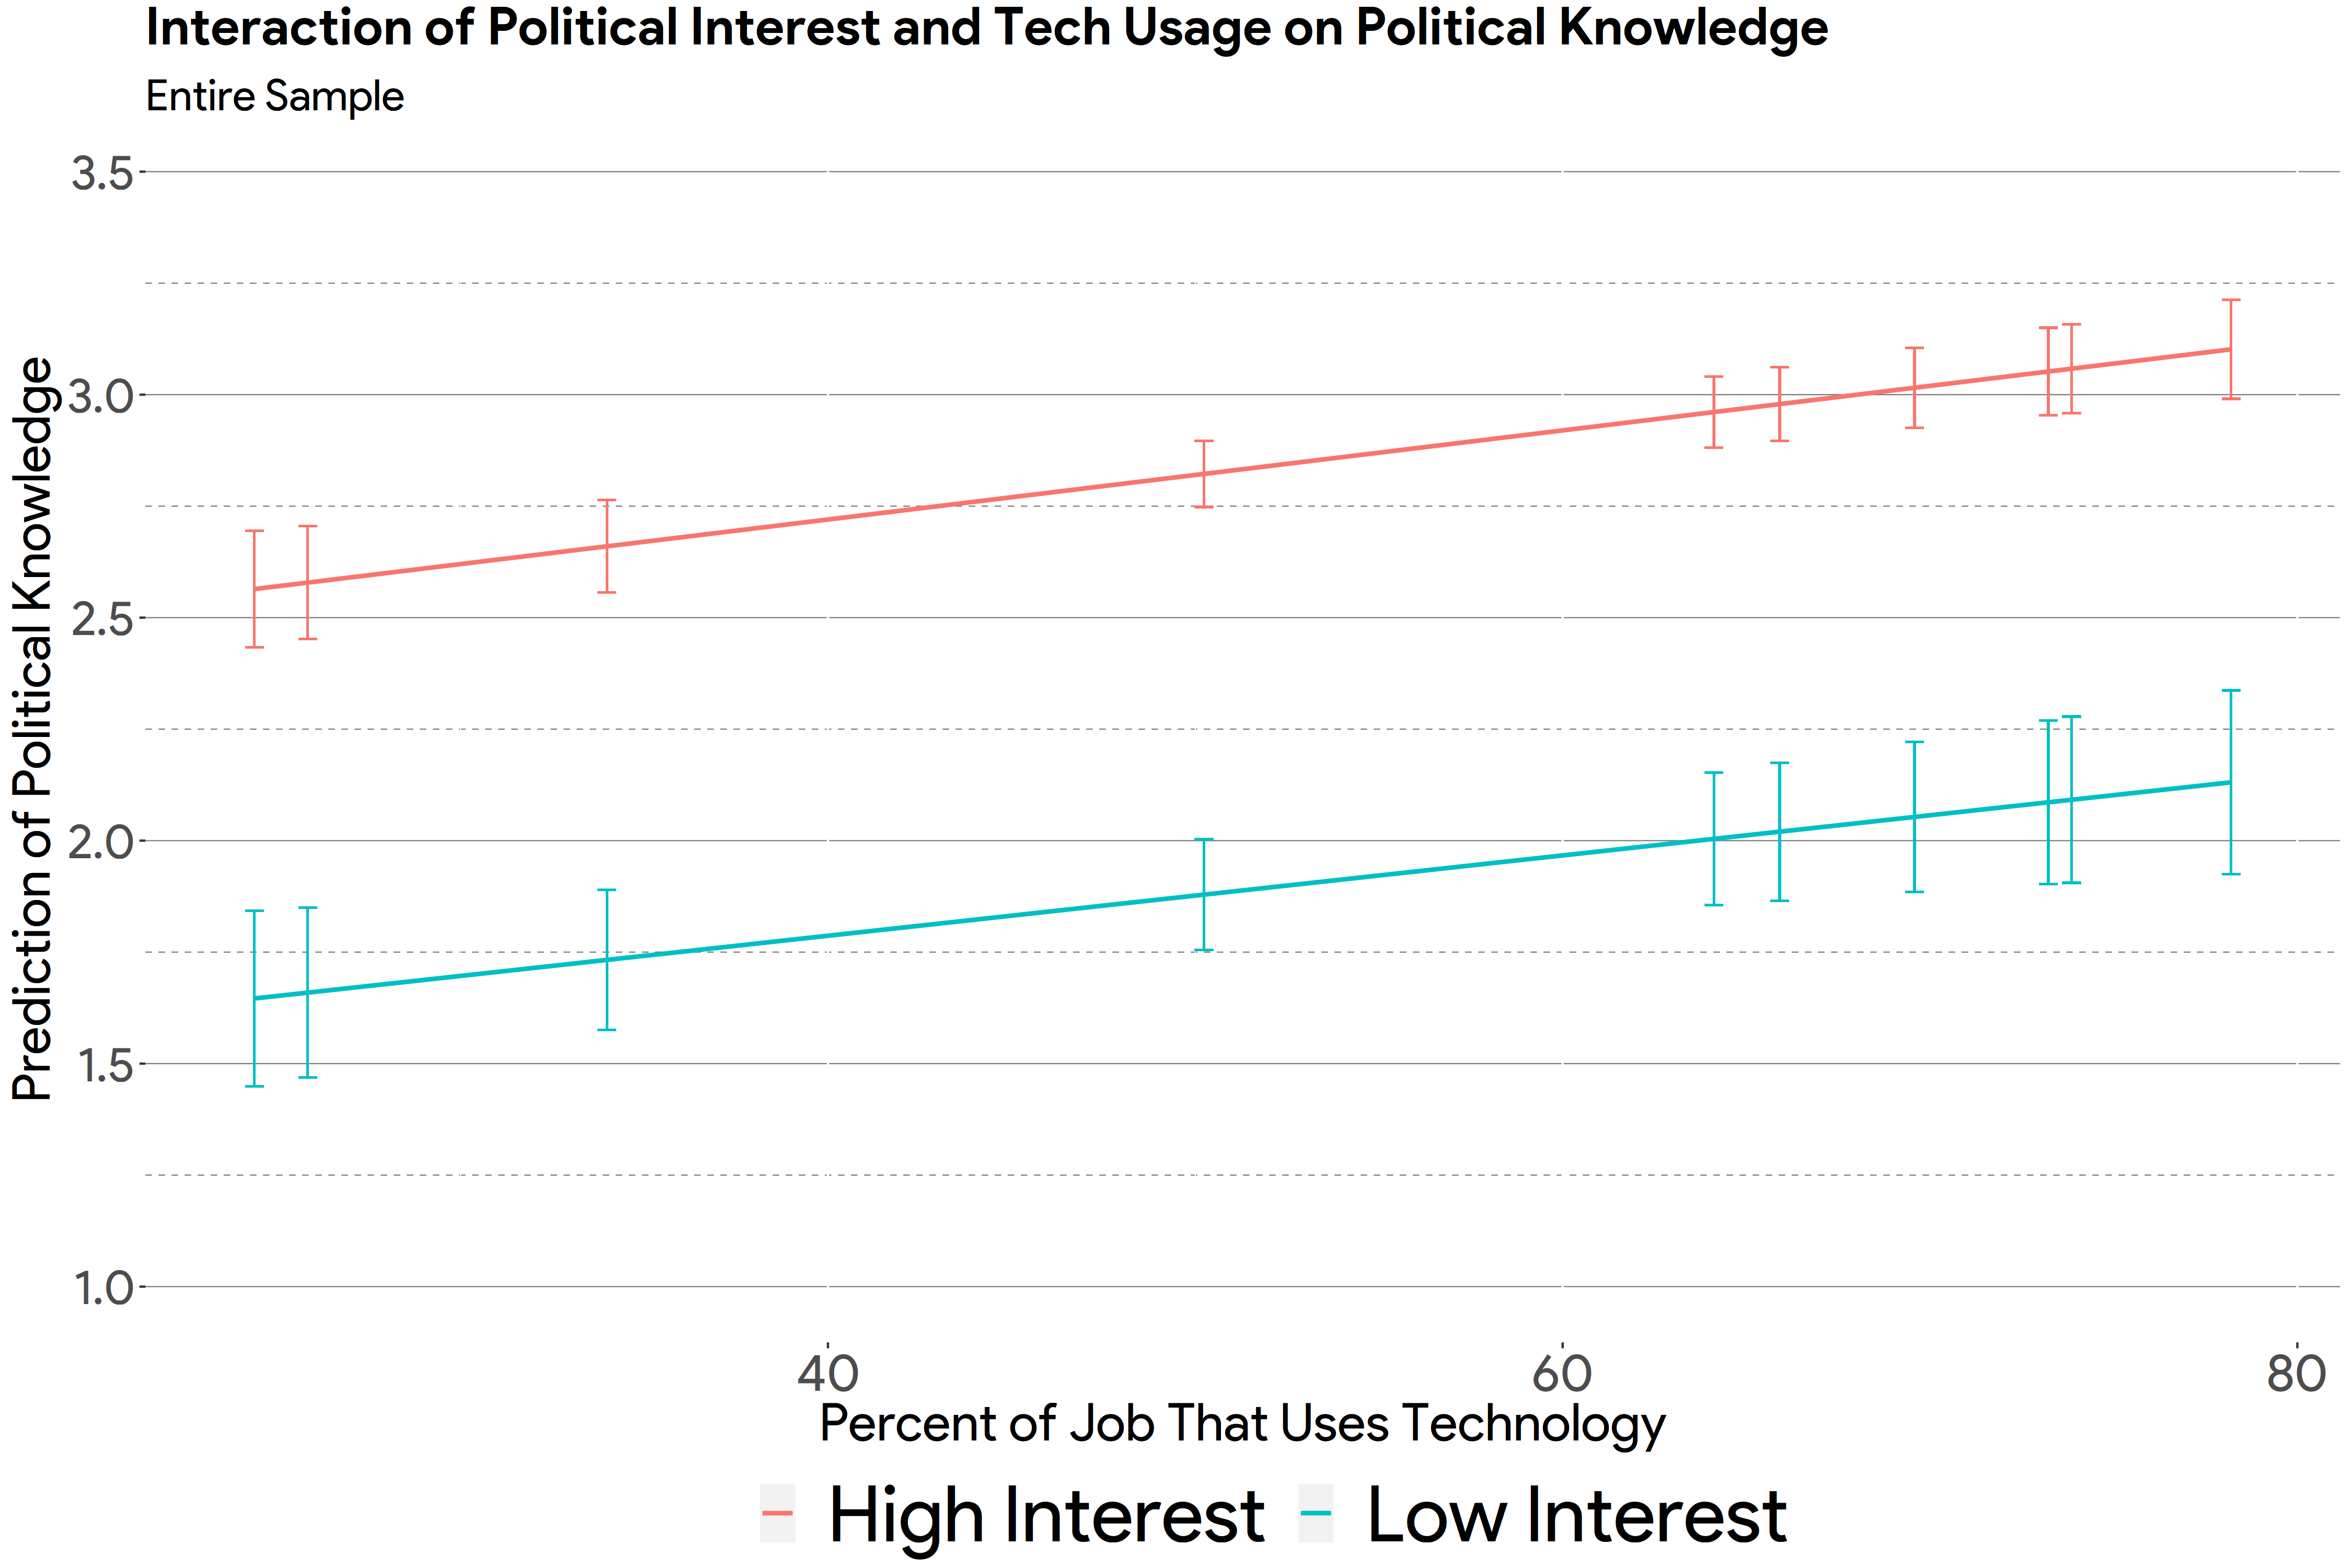 Interaction of Political Interest and Tech Usage on Political Knowledge
Entire Sample
Prediction of Political Knowledge
3.5
3.0
2.5
2.0
1.5
1.0
40 60 80
Percent of Job That Uses Technology
High Interest Low Interest